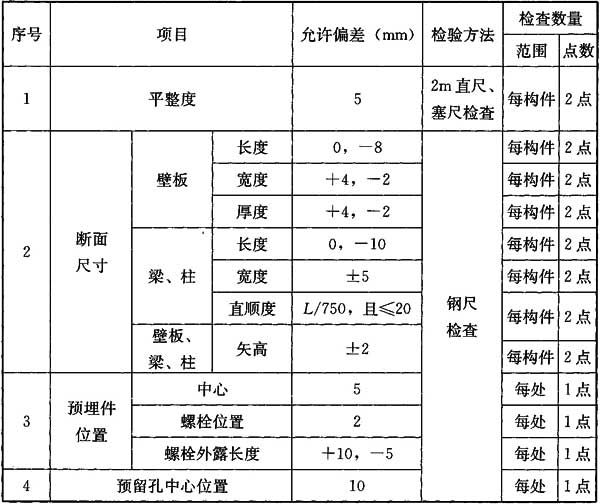 序号 项目 允许偏差（mm） 检验方法 检查数量
范围 点数
1 平整度 5 2m直尺、塞尺检查 每构件 2点
2 断面尺寸 壁板 长度 0，－8 钢尺检查 每构件 2点
宽度 ＋4，－2 每构件 2点
厚度 ＋4，－2 每构件 2点
梁、柱 长度 0，－10 每构件 2点
宽度 ±5 每构件 2点
直顺度 L/750，且≤20 每构件 2点
壁板、梁、柱 矢高 ±2 每构件 2点
3 预埋件位置 中心 5 每处 1点
螺栓位置 2 每处 1点
螺栓外露长度 ＋10，－5 每处 1点
4 预留孔中心位置 10 每处 1点